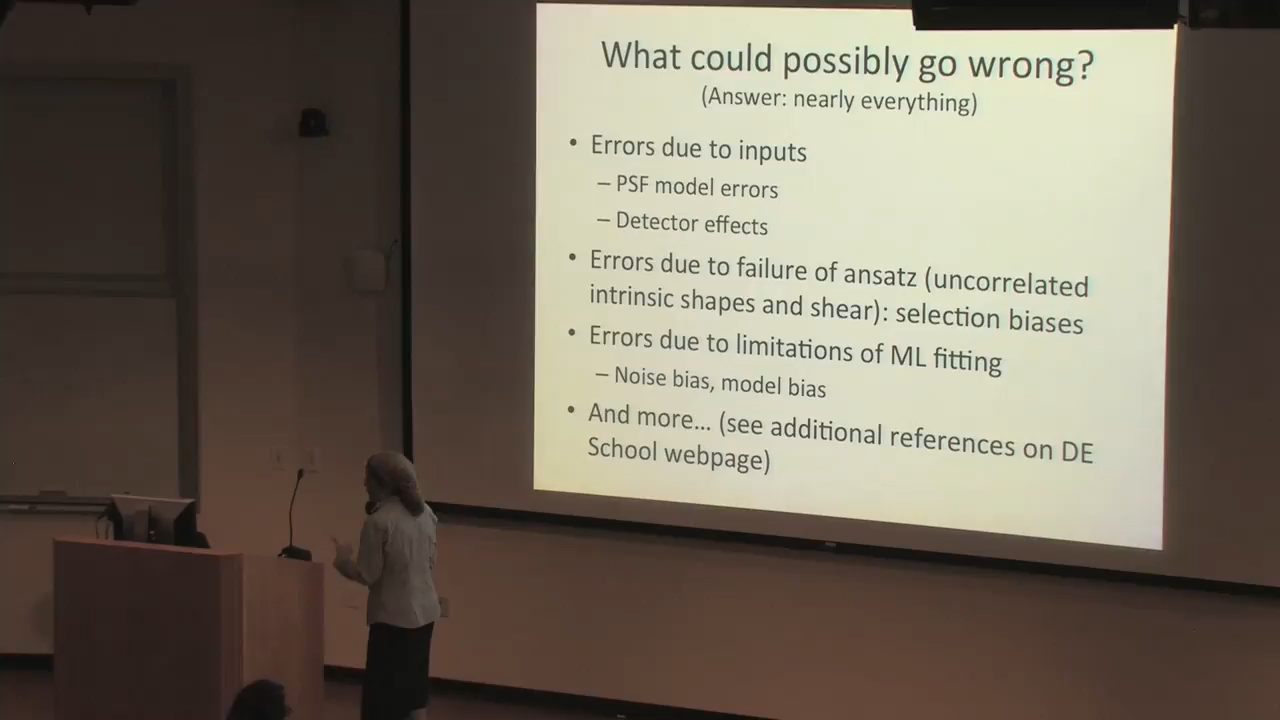 What could possibly go wrong?
(Answer: nearly everything)
• Errors due to inputs
– PSF model errors
– Detector effects
• Errors due to failure of ansatz (uncorrelated
intrinsic shapes and shear): selection biases
• Errors due to limitations of ML fitting
– Noise bias, model bias
• And more... (see additional references on DE
School webpage)